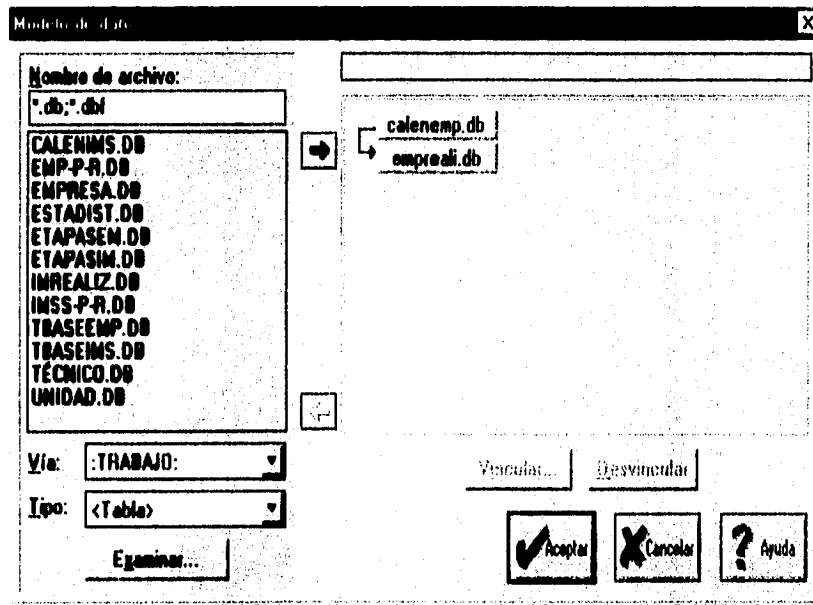 Modelo de dato
Nombre de archivo:
*.db;*.dbf
CALENIMS.DB
EMP-P-R.DB
EMPRESA.DB
ESTADIST.DB
ETAPASEM.DB
ETAPASIM.DB
IMREALIZ.DB
IMSS-P-R.DB
TBASEEMP.DB
TBASEIMS.DB
TÉCNICO.DB
UNIDAD.DB
calenemp.db
empreali.db
Vía:
:TRABAJO:
Tipo:
<Tabla>
Examinar...
Vincular...
Desvincular
Aceptar
Cancelar
Ayuda